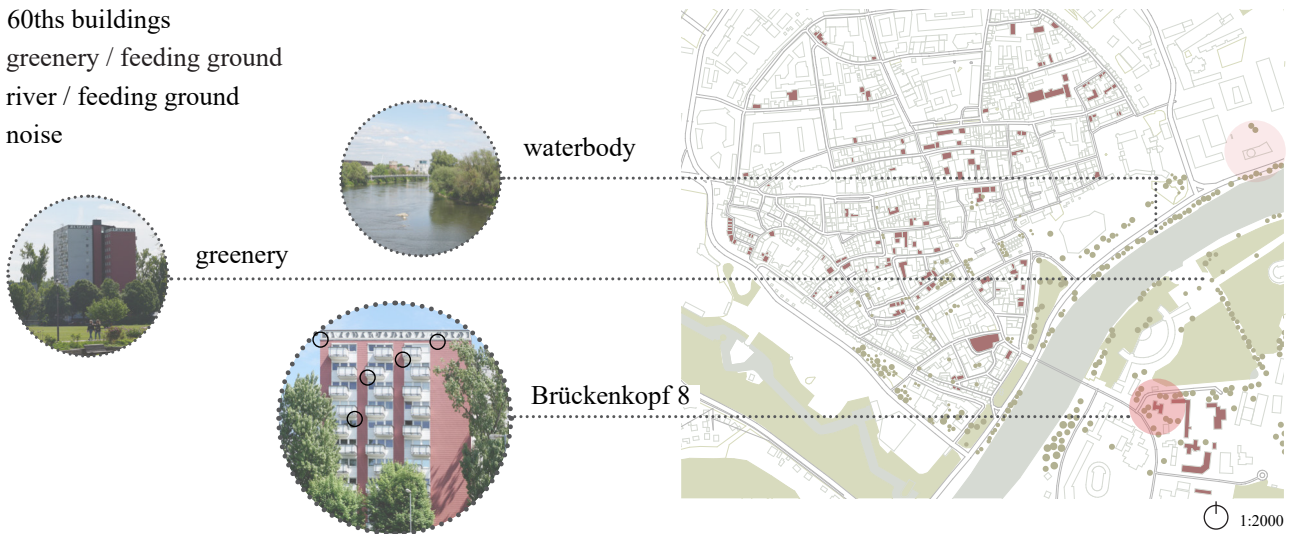 60ths buildings
greenery / feeding ground
river / feeding ground
noise
waterbody
greenery
Brückenkopf 8
1:2000